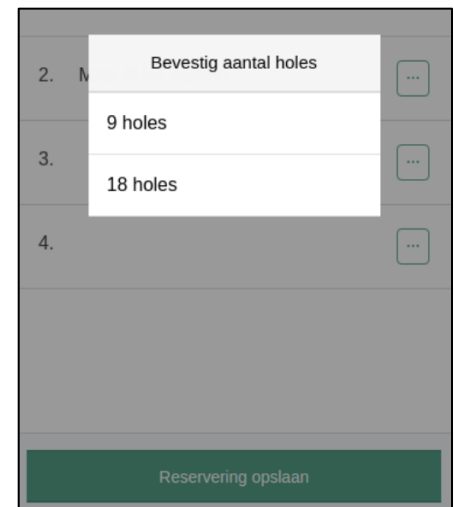 Bevestig aantal holes
2. M
9 holes
3.
18 holes
4.
Reservering opslaan